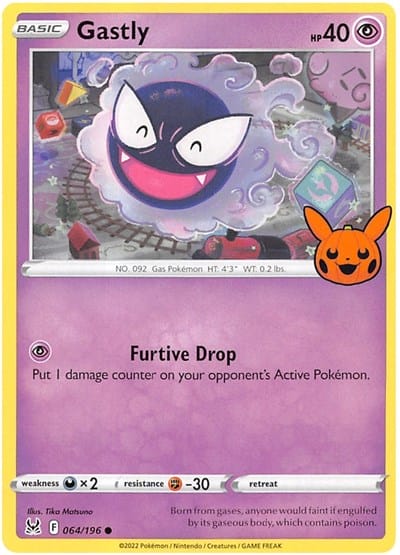 BASIC Gastly HP40
NO. 092 Gas Pokémon HT: 4'3" WT: 0.2 lbs.
Furtive Drop
Put 1 damage counter on your opponent's Active Pokémon.
weakness ×2 resistance -30 retreat
Illus. Tika Matsuno
F 064/196
Born from gases, anyone would faint if engulfed
by its gaseous body, which contains poison.
©2022 Pokémon / Nintendo / Creatures / GAME FREAK